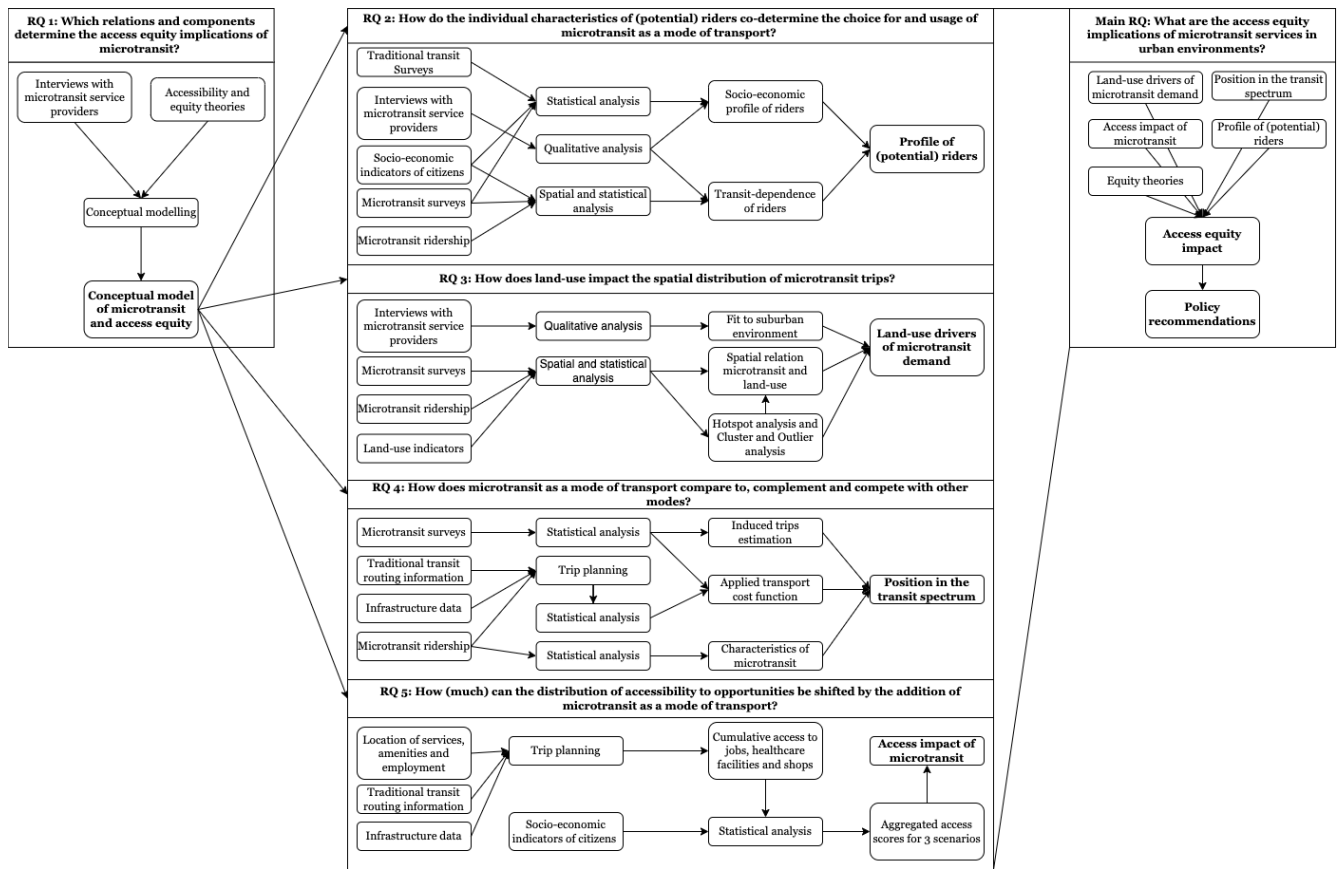 RQ 1: Which relations and components
determine the access equity implications of
microtransit?
Interviews with
microtransit service
providers
Accessibility and
equity theories
Conceptual modelling
Conceptual model
of microtransit
and access equity
RQ 2: How do the individual characteristics of (potential) riders co-determine the choice for and usage of
microtransit as a mode of transport?
Traditional transit
Surveys
Interviews with
microtransit service
providers
Socio-economic
indicators of citizens
Microtransit surveys
Microtransit ridership
Statistical analysis
Qualitative analysis
Spatial and statistical
analysis
Socio-economic
profile of riders
Transit-dependence
of riders
Profile of
(potential) riders
RQ 3: How does land-use impact the spatial distribution of microtransit trips?
Interviews with
microtransit service
providers
Microtransit surveys
Microtransit ridership
Land-use indicators
Qualitative analysis
Spatial and statistical
analysis
Fit to suburban
environment
Spatial relation
microtransit and
land-use
Hotspot analysis and
Cluster and Outlier
analysis
Land-use drivers
of microtransit
demand
RQ 4: How does microtransit as a mode of transport compare to, complement and compete with other
modes?
Microtransit surveys
Traditional transit
routing information
Infrastructure data
Microtransit ridership
Statistical analysis
Trip planning
Statistical analysis
Statistical analysis
Induced trips
estimation
Applied transport
cost function
Characteristics of
microtransit
Position in the
transit spectrum
RQ 5: How (much) can the distribution of accessibility to opportunities be shifted by the addition of
microtransit as a mode of transport?
Location of services,
amenities and
employment
Traditional transit
routing information
Infrastructure data
Trip planning
Socio-economic
indicators of citizens
Cumulative access to
jobs, healthcare
facilities and shops
Statistical analysis
Access impact of
microtransit
Aggregated access
scores for 3 scenarios
Main RQ: What are the access equity
implications of microtransit services in
urban environments?
Land-use drivers of
microtransit demand
Position in the transit
spectrum
Access impact of
microtransit
Profile of (potential)
riders
Equity theories
Access equity
impact
Policy
recommendations